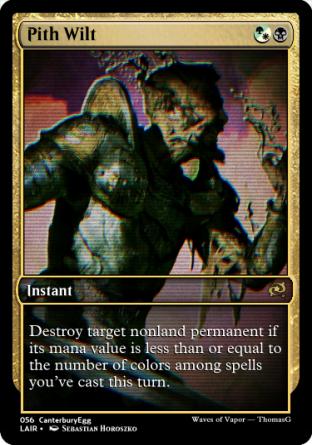 Pith Wilt
Instant
Destroy target nonland permanent if
its mana value is less than or equal to
the number of colors among spells
you've cast this turn.
056 CanterburyEgg
Waves of Vapor — ThomasG
LAIR • Sebastian Horoszko